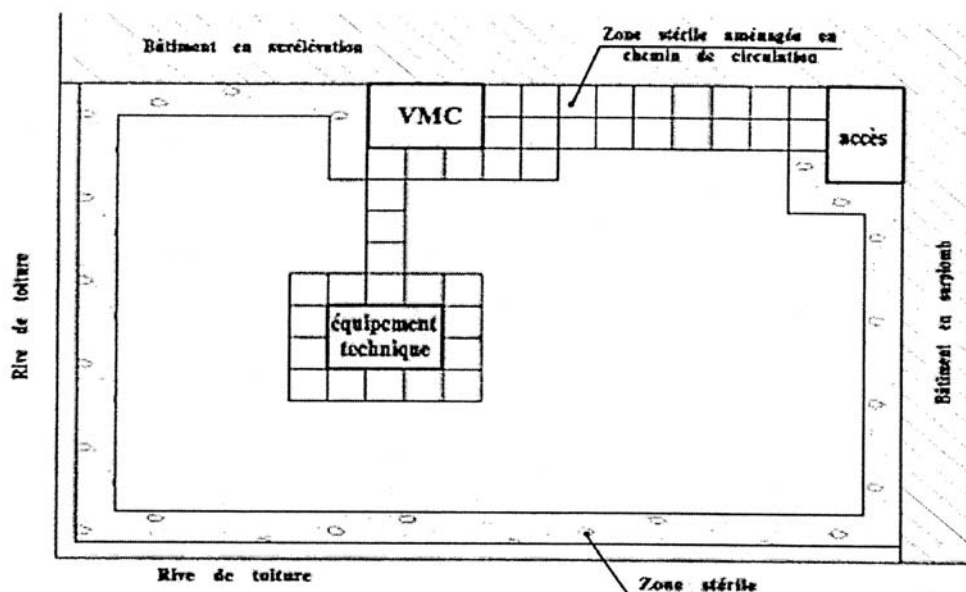 Bâtiment en surélévation
Zone stérile aménagée en
chemin de circulation
VMC
accès
Rive de toiture
équipement
technique
Bâtiment en surplomb
Rive de toiture
Zone stérile